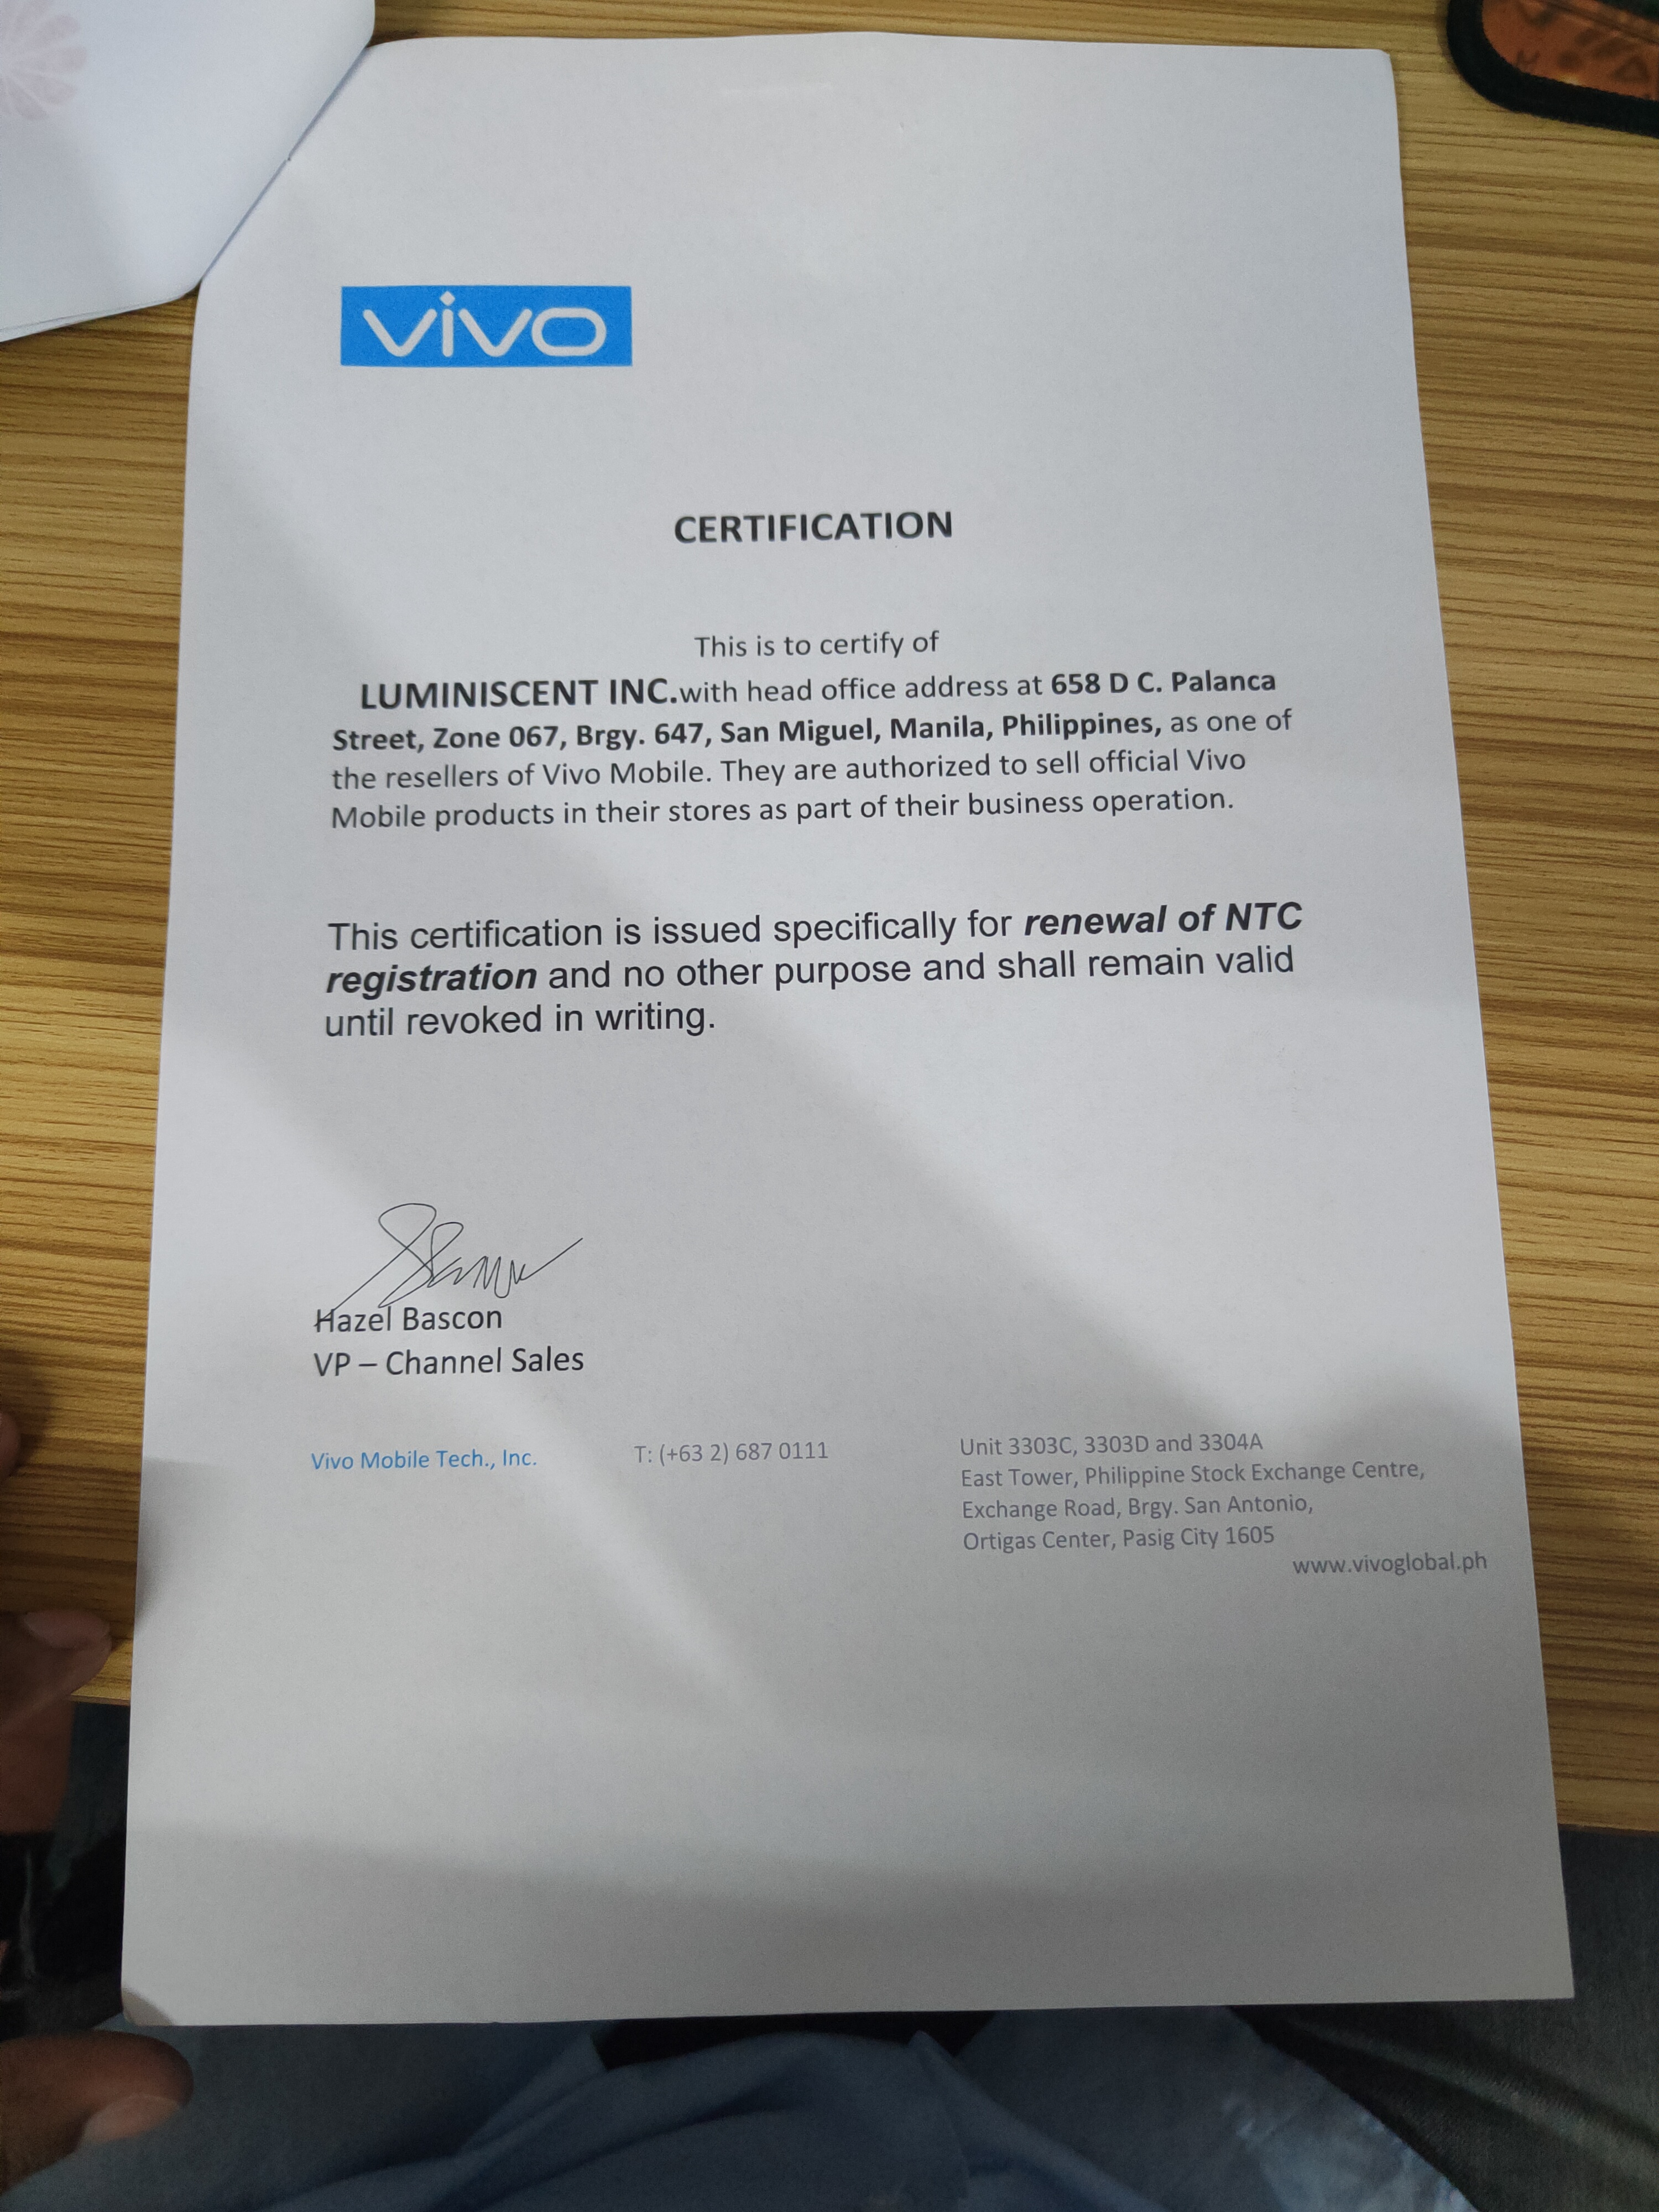 vivo
CERTIFICATION
This is to certify of
LUMINISCENT INC.with head office address at 658 D C. Palanca
Street, Zone 067, Brgy. 647, San Miguel, Manila, Philippines, as one of
the resellers of Vivo Mobile. They are authorized to sell official Vivo
Mobile products in their stores as part of their business operation.
This certification is issued specifically for renewal of NTC
registration and no other purpose and shall remain valid
until revoked in writing.
Hazel Bascon
VP – Channel Sales
Vivo Mobile Tech., Inc.
T: (+63 2) 687 0111
Unit 3303C, 3303D and 3304A
East Tower, Philippine Stock Exchange Centre,
Exchange Road, Brgy. San Antonio,
Ortigas Center, Pasig City 1605
www.vivoglobal.ph